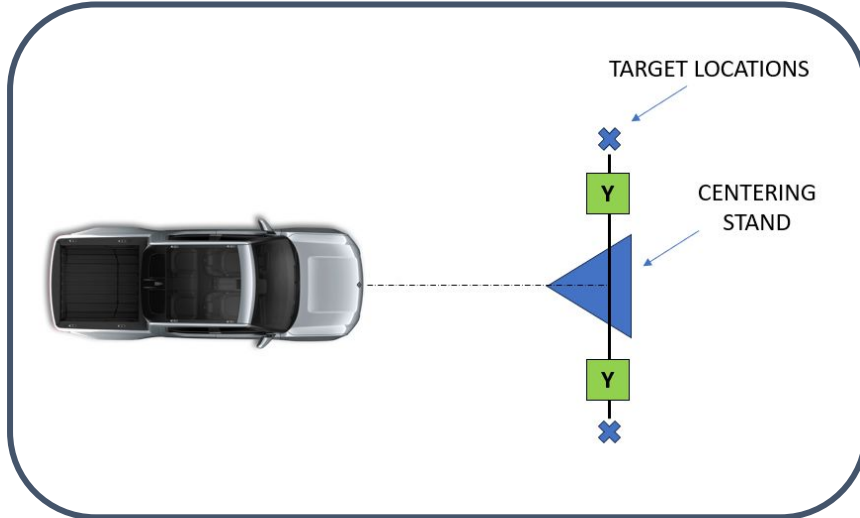 TARGET LOCATIONS
Y
CENTERING
STAND
Y